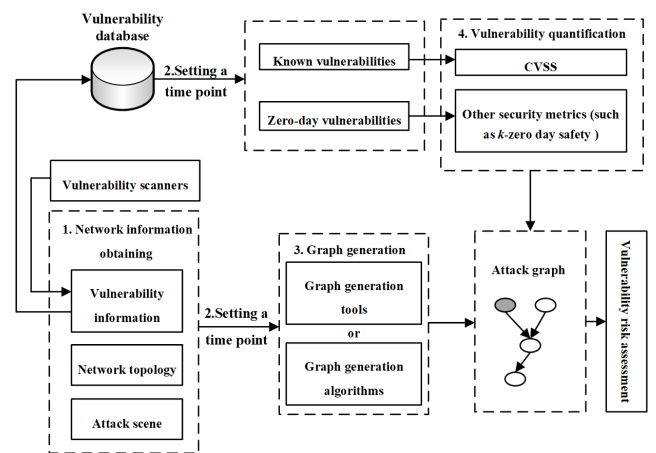 Vulnerability
database
2.Setting a
time point
Known vulnerabilities
Zero-day vulnerabilities
4. Vulnerability quantification
CVSS
Other security metrics (such
as k-zero day safety )
Vulnerability scanners
1. Network information
obtaining
Vulnerability
information
Network topology
Attack scene
2.Setting a
time point
3. Graph generation
Graph generation
tools
or
Graph generation
algorithms
Attack graph
Vulnerability risk assessment